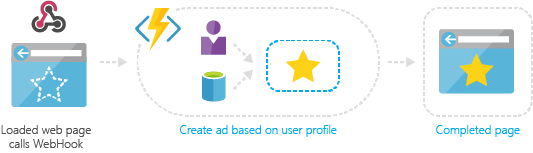 Loaded web page
calls WebHook
Create ad based on user profile
Completed page